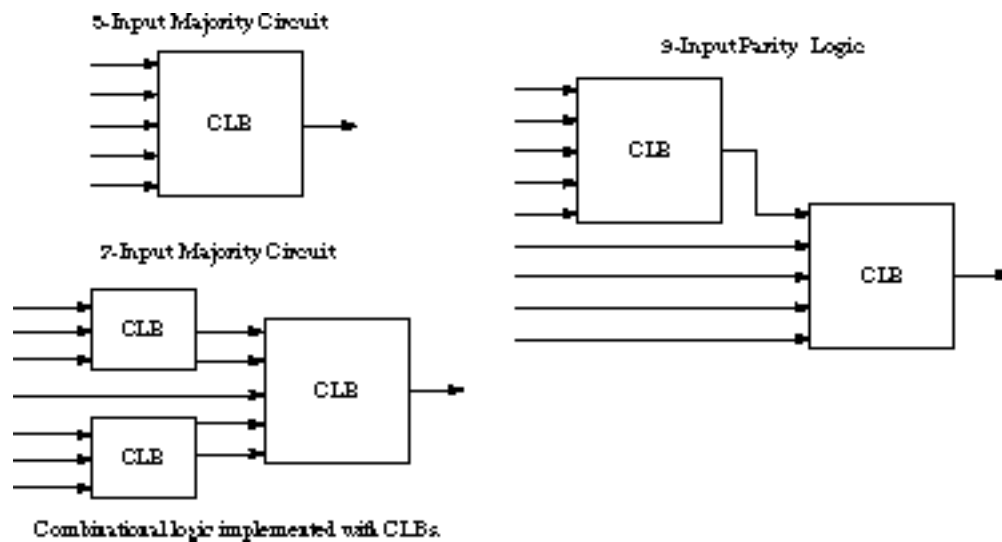 5-Input Majority Circuit
CLB
9-Input Parity Logic
CLB
CLB
7-Input Majority Circuit
CLB
CLB
CLB
Combinational logic implemented with CLBs.